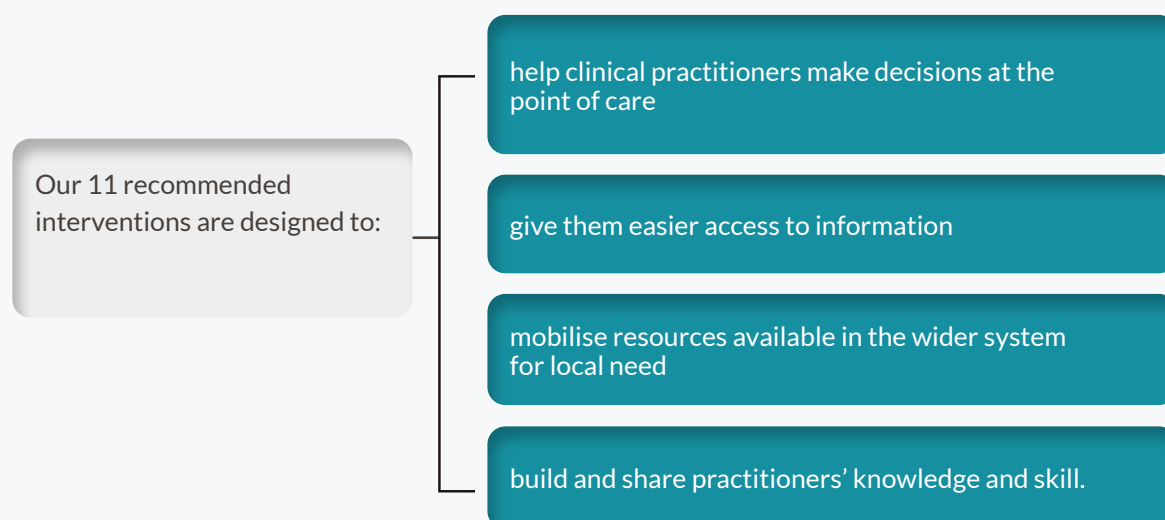 Our 11 recommended
interventions are designed to:
help clinical practitioners make decisions at the
point of care
give them easier access to information
mobilise resources available in the wider system
for local need
build and share practitioners’ knowledge and skill.